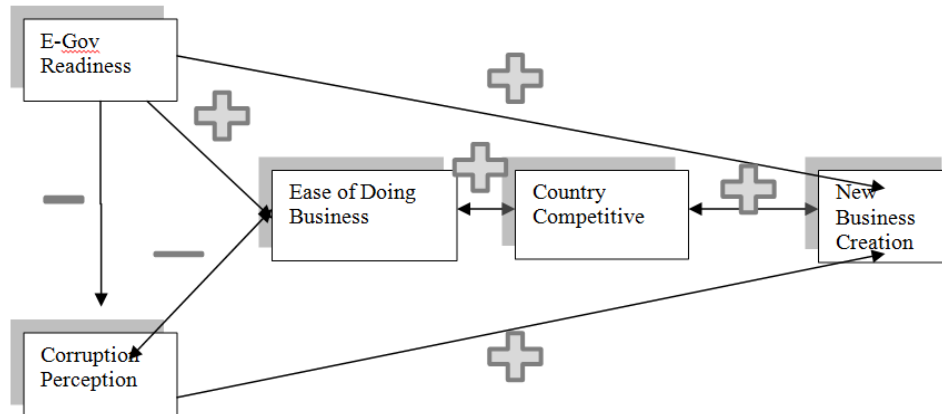 E-Gov
Readiness
Ease of Doing
Business
Country
Competitive
New
Business
Creation
Corruption
Perception